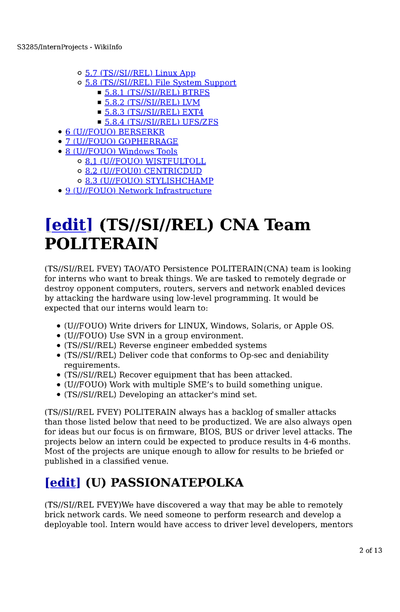 S3285/InternProjects - WikiInfo
5.7 (TS//SI//REL) Linux App
5.8 (TS//SI//REL) File System Support
5.8.1 (TS//SI//REL) BTRFS
5.8.2 (TS//SI//REL) LVM
5.8.3 (TS//SI//REL) EXT4
5.8.4 (TS//SI//REL) UFS/ZFS
6 (U//FOUO) BERSERKR
7 (U//FOUO) GOPHERRAGE
8 (U//FOUO) Windows Tools
8.1 (U//FOUO) WISTFULTOLL
8.2 (U//FOU0) CENTRICDUD
8.3 (U//FOUO) STYLISHCHAMP
9 (U//FOUO) Network Infrastructure
[edit] (TS//SI//REL) CNA Team
POLITERAIN
(TS//SI//REL FVEY) TAO/ATO Persistence POLITERAIN(CNA) team is looking
for interns who want to break things. We are tasked to remotely degrade or
destroy opponent computers, routers, servers and network enabled devices
by attacking the hardware using low-level programming. It would be
expected that our interns would learn to:
(U//FOUO) Write drivers for LINUX, Windows, Solaris, or Apple OS.
(U//FOUO) Use SVN in a group environment.
(TS//SI//REL) Reverse engineer embedded systems
(TS//SI//REL) Deliver code that conforms to Op-sec and deniability
requirements.
(TS//SI//REL) Recover equipment that has been attacked.
(U//FOUO) Work with multiple SME's to build something unique.
(TS//SI//REL) Developing an attacker's mind set.
(TS//SI//REL FVEY) POLITERAIN always has a backlog of smaller attacks
than those listed below that need to be productized. We are also always open
for ideas but our focus is on firmware, BIOS, BUS or driver level attacks. The
projects below an intern could be expected to produce results in 4-6 months.
Most of the projects are unique enough to allow for results to be briefed or
published in a classified venue.
[edit] (U) PASSIONATEPOLKA
(TS//SI//REL FVEY)We have discovered a way that may be able to remotely
brick network cards. We need someone to perform research and develop a
deployable tool. Intern would have access to driver level developers, mentors
2 of 13